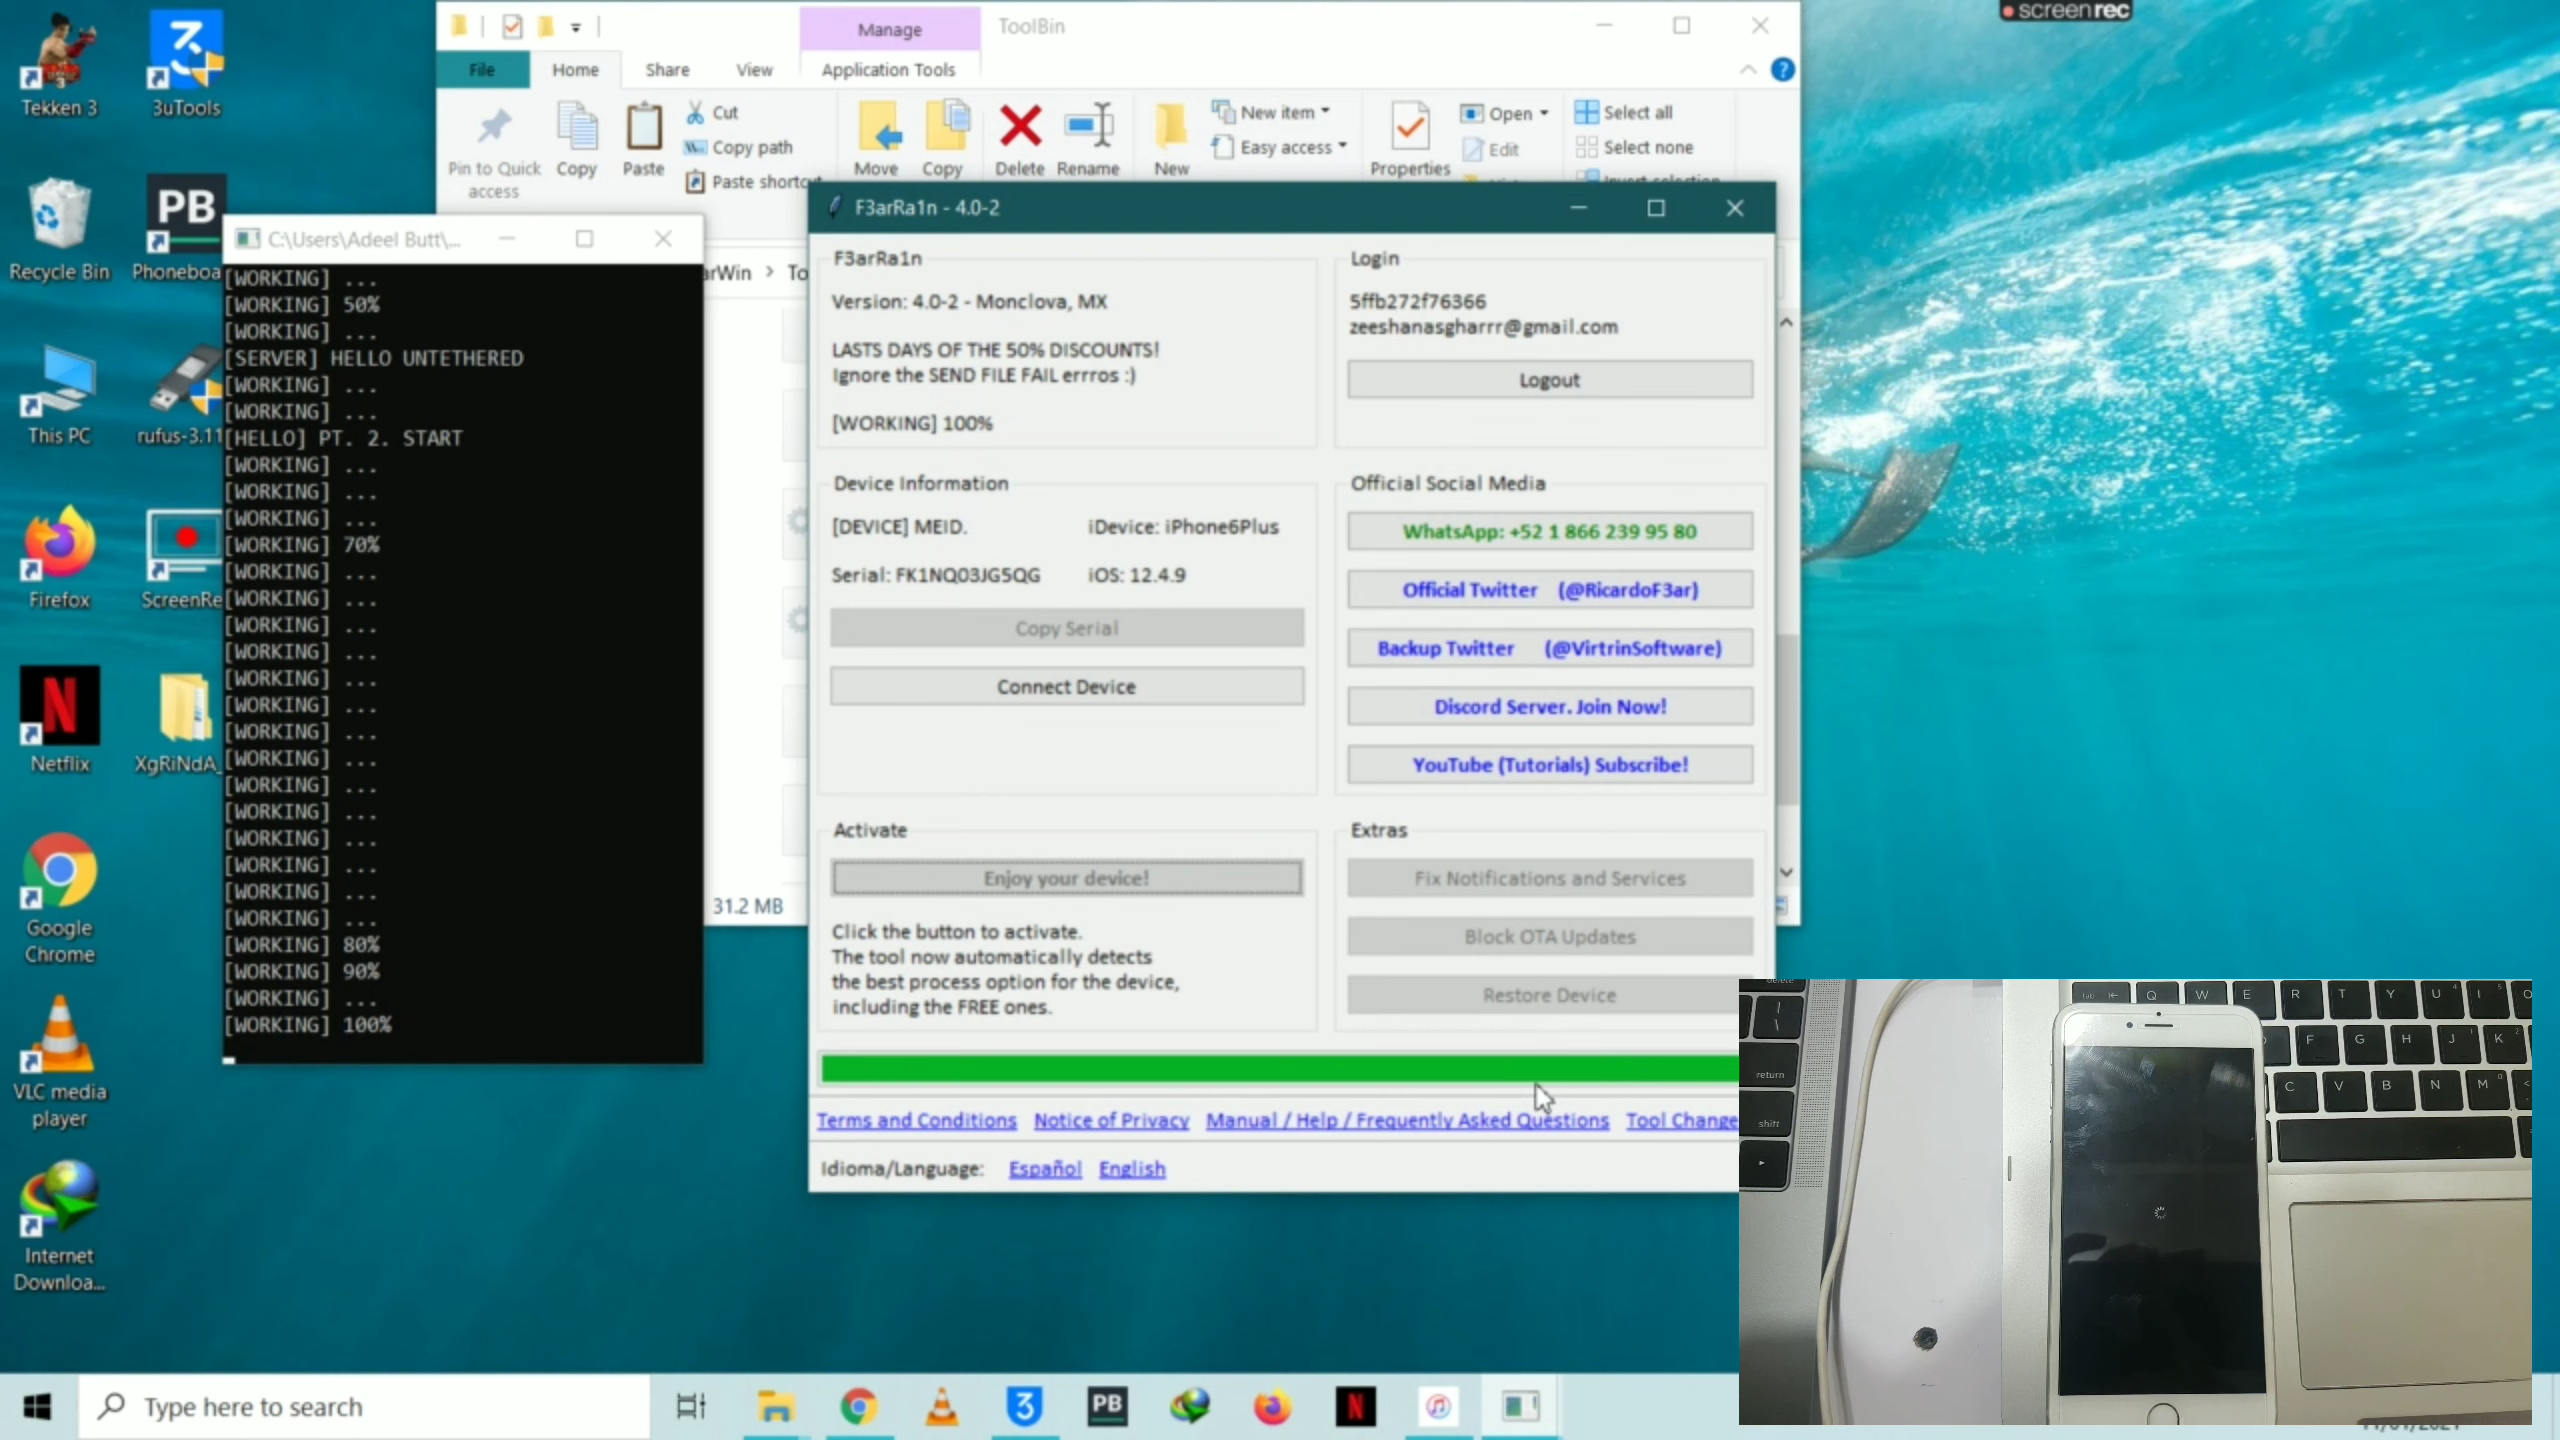 screenrec
Tekken 3
3uTools
Recycle Bin
Phoneboa
This PC
rufus-3.11
Firefox
ScreenRe
Netflix
XgRiNdA_
Google
Chrome
VLC media
player
Internet
Downloa...
Manage
ToolBin
File
Home
Share
View
Application Tools
Pin to Quick
access
Copy
Paste
Cut
Copy path
Paste shortcut
Move
Copy
Delete
Rename
New
New item
Easy access
Properties
Open
Edit
Select all
Select none
Invert selection
arWin > To
31.2 MB
C:\Users\Adeel Butt\...
[WORKING] ...
[WORKING] 50%
[WORKING] ...
[SERVER] HELLO UNTETHERED
[WORKING] ...
[WORKING] ...
[HELLO] PT. 2. START
[WORKING] ...
[WORKING] ...
[WORKING] ...
[WORKING] 70%
[WORKING] ...
[WORKING] ...
[WORKING] ...
[WORKING] ...
[WORKING] ...
[WORKING] ...
[WORKING] ...
[WORKING] ...
[WORKING] ...
[WORKING] ...
[WORKING] ...
[WORKING] ...
[WORKING] ...
[WORKING] ...
[WORKING] 80%
[WORKING] 90%
[WORKING] ...
[WORKING] 100%
F3arRa1n - 4.0-2
F3arRa1n
Version: 4.0-2 - Monclova, MX
LASTS DAYS OF THE 50% DISCOUNTS!
Ignore the SEND FILE FAIL errros :)
[WORKING] 100%
Login
5ffb272f76366
zeeshanasgharrr@gmail.com
Logout
Device Information
[DEVICE] MEID.
iDevice: iPhone6Plus
Serial: FK1NQ03JG5QG
iOS: 12.4.9
Copy Serial
Connect Device
Official Social Media
WhatsApp: +52 1 866 239 95 80
Official Twitter (@RicardoF3ar)
Backup Twitter (@VirtrinSoftware)
Discord Server. Join Now!
YouTube (Tutorials) Subscribe!
Activate
Enjoy your device!
Click the button to activate.
The tool now automatically detects
the best process option for the device,
including the FREE ones.
Extras
Fix Notifications and Services
Block OTA Updates
Restore Device
Terms and Conditions
Notice of Privacy
Manual / Help / Frequently Asked Questions
Tool Change
Idioma/Language:
Español
English
Type here to search
PB
PB
delete
return
shift
tab
Q W E R T Y U I O
F G H J K
C V B N M